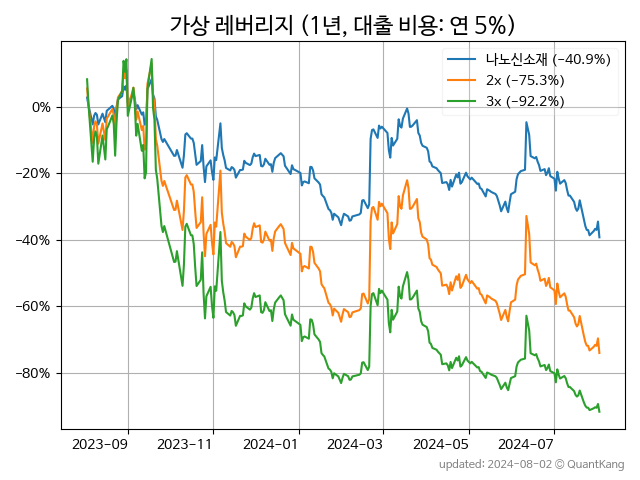 가상 레버리지 (1년, 대출 비용: 연 5%)
나노신소재 (−40.9%)
2x (−75.3%)
3x (−92.2%)
0%
−20%
−40%
−60%
−80%
2023-09 2023-11 2024-01 2024-03 2024-05 2024-07
updated: 2024-08-02 © QuantKang